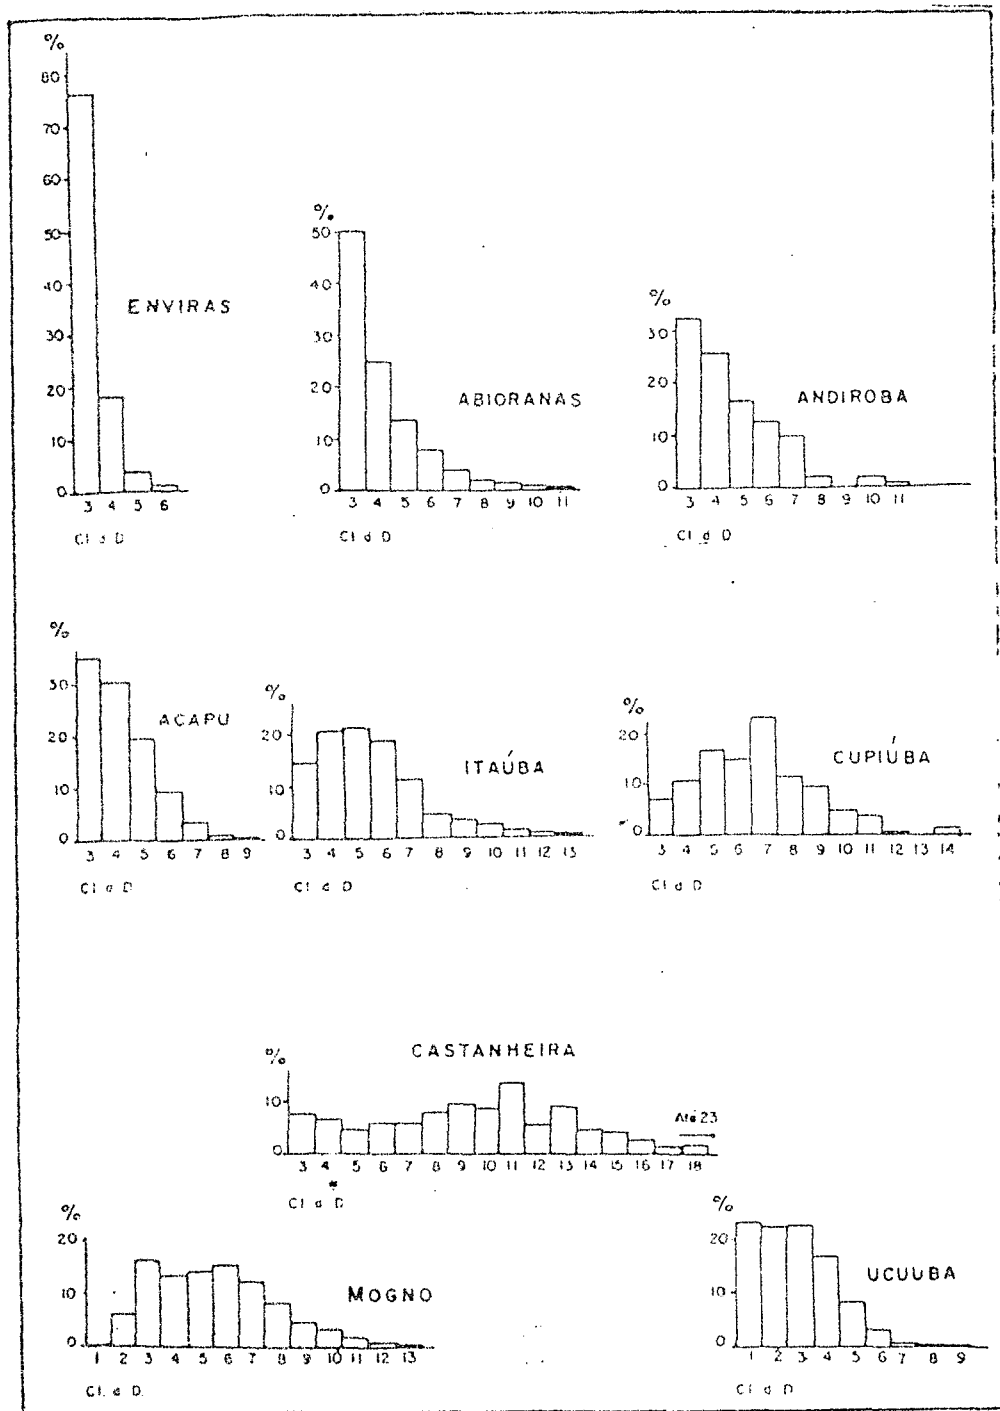 %
80
70
60
50
40
30
20
10
0
3 4 5 6
ENVIRAS
Cl d D
%
50
40
30
20
10
0
3 4 5 6 7 8 9 10 11
ABIORANAS
Cl d D
%
30
20
10
0
3 4 5 6 7 8 9 10 11
ANDIROBA
Cl d D
%
30
20
10
0
3 4 5 6 7 8 9
ACAPU
Cl d D
%
20
10
0
3 4 5 6 7 8 9 10 11 12 13
ITAÚBA
Cl d D
%
20
10
0
3 4 5 6 7 8 9 10 11 12 13 14
CUPIÚBA
Cl d D
CASTANHEIRA
%
10
0
Até 23
3 4 5 6 7 8 9 10 11 12 13 14 15 16 17 18
Cl d D
%
20
10
0
1 2 3 4 5 6 7 8 9 10 11 12 13
MOGNO
Cl. d D.
%
20
10
0
1 2 3 4 5 6 7 8 9
UCUUBA
Cl d D